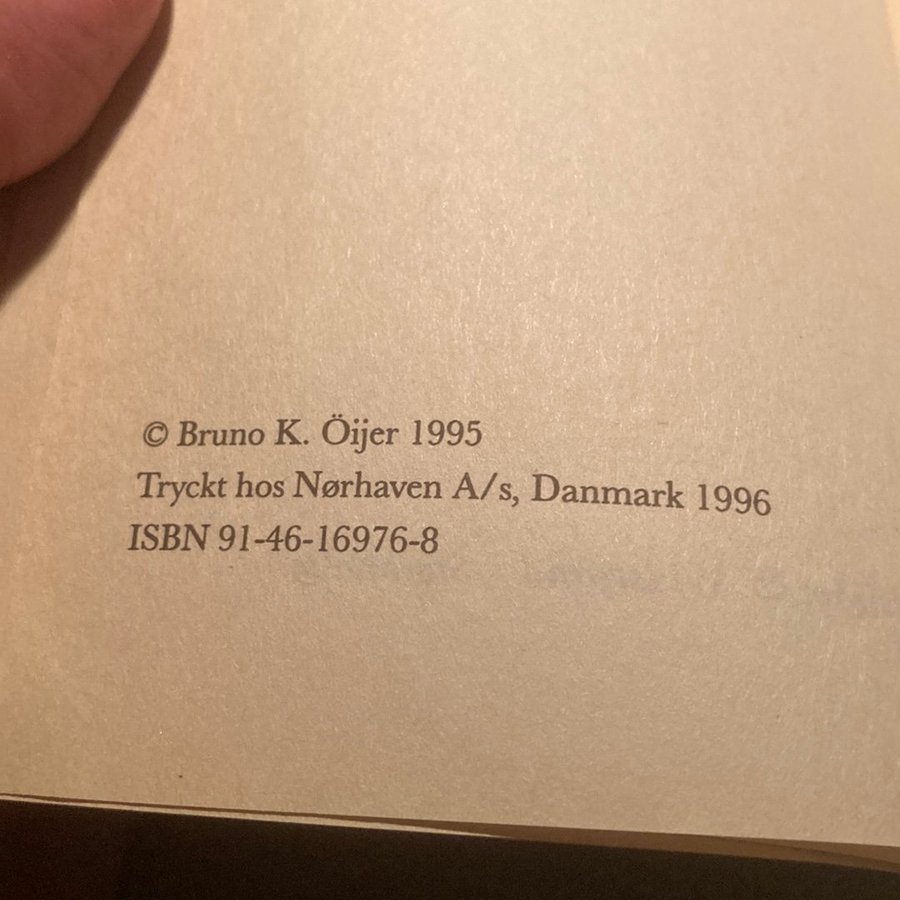 © Bruno K. Öijer 1995
Tryckt hos Nørhaven A/s, Danmark 1996
ISBN 91-46-16976-8